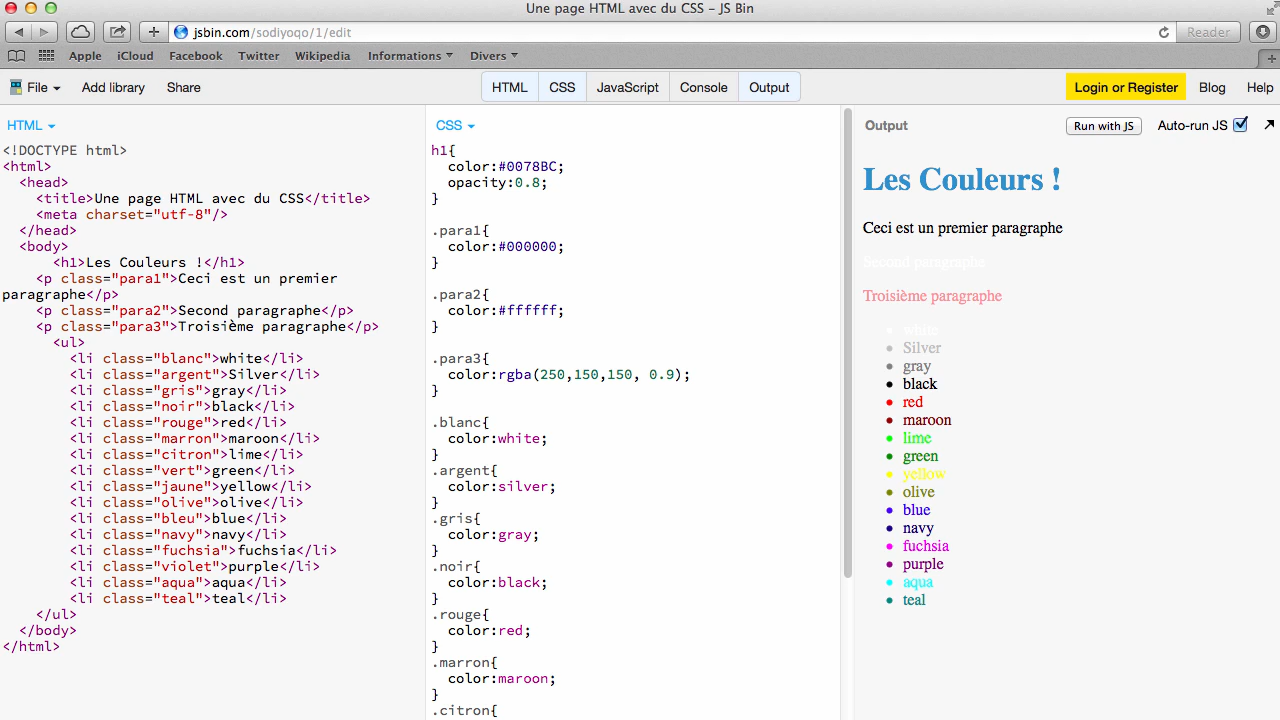 Une page HTML avec du CSS – JS Bin
jsbin.com/sodiyoqo/1/edit
Reader
Apple iCloud Facebook Twitter Wikipedia Informations Divers
File Add library Share HTML CSS JavaScript Console Output Login or Register Blog Help
HTML
<!DOCTYPE html>
<html>
<head>
<title>Une page HTML avec du CSS</title>
<meta charset="utf-8"/>
</head>
<body>
<h1>Les Couleurs !</h1>
<p class="para1">Ceci est un premier
paragraphe</p>
<p class="para2">Second paragraphe</p>
<p class="para3">Troisième paragraphe</p>
<ul>
<li class="blanc">white</li>
<li class="argent">Silver</li>
<li class="gris">gray</li>
<li class="noir">black</li>
<li class="rouge">red</li>
<li class="marron">maroon</li>
<li class="citron">lime</li>
<li class="vert">green</li>
<li class="jaune">yellow</li>
<li class="olive">olive</li>
<li class="bleu">blue</li>
<li class="navy">navy</li>
<li class="fuchsia">fuchsia</li>
<li class="violet">purple</li>
<li class="aqua">aqua</li>
<li class="teal">teal</li>
</ul>
</body>
</html>
CSS
h1{
color:#0078BC;
opacity:0.8;
}
.para1{
color:#000000;
}
.para2{
color:#ffffff;
}
.para3{
color:rgba(250,150,150, 0.9);
}
.blanc{
color:white;
}
.argent{
color:silver;
}
.gris{
color:gray;
}
.noir{
color:black;
}
.rouge{
color:red;
}
.marron{
color:maroon;
}
.citron{
Output Run with JS Auto-run JS
Les Couleurs !
Ceci est un premier paragraphe
Second paragraphe
Troisième paragraphe
white
Silver
gray
black
red
maroon
lime
green
yellow
olive
blue
navy
fuchsia
purple
aqua
teal